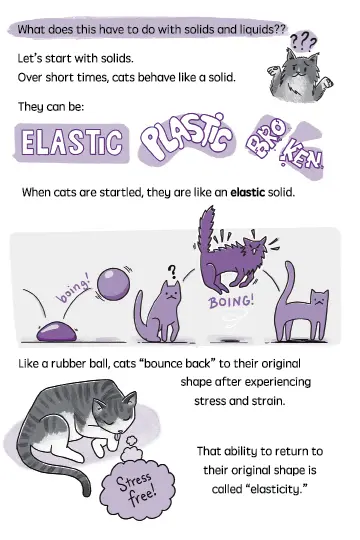 What does this have to do with solids and liquids??
???
Let's start with solids.
Over short times, cats behave like a solid.
They can be:
ELASTIC PLASTIC BROKEN.
When cats are startled, they are like an elastic solid.
boing!
?
BOING!
Like a rubber ball, cats “bounce back” to their original
shape after experiencing
stress and strain.
Stress
free!
That ability to return to
their original shape is
called “elasticity.”